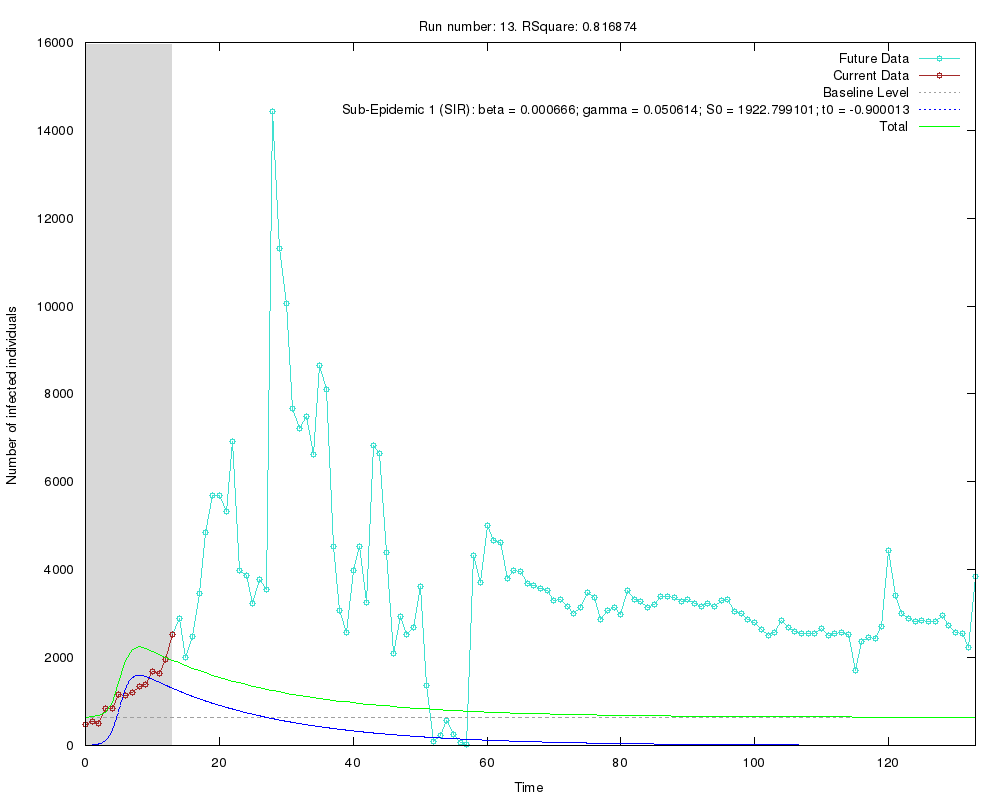 Run number: 13. RSquare: 0.816874
16000
14000
12000
10000
8000
6000
4000
2000
0
Number of infected individuals
Future Data
Current Data
Baseline Level
Sub-Epidemic 1 (SIR): beta = 0.000666; gamma = 0.050614; S0 = 1922.799101; t0 = -0.900013
Total
0 20 40 60 80 100 120
Time